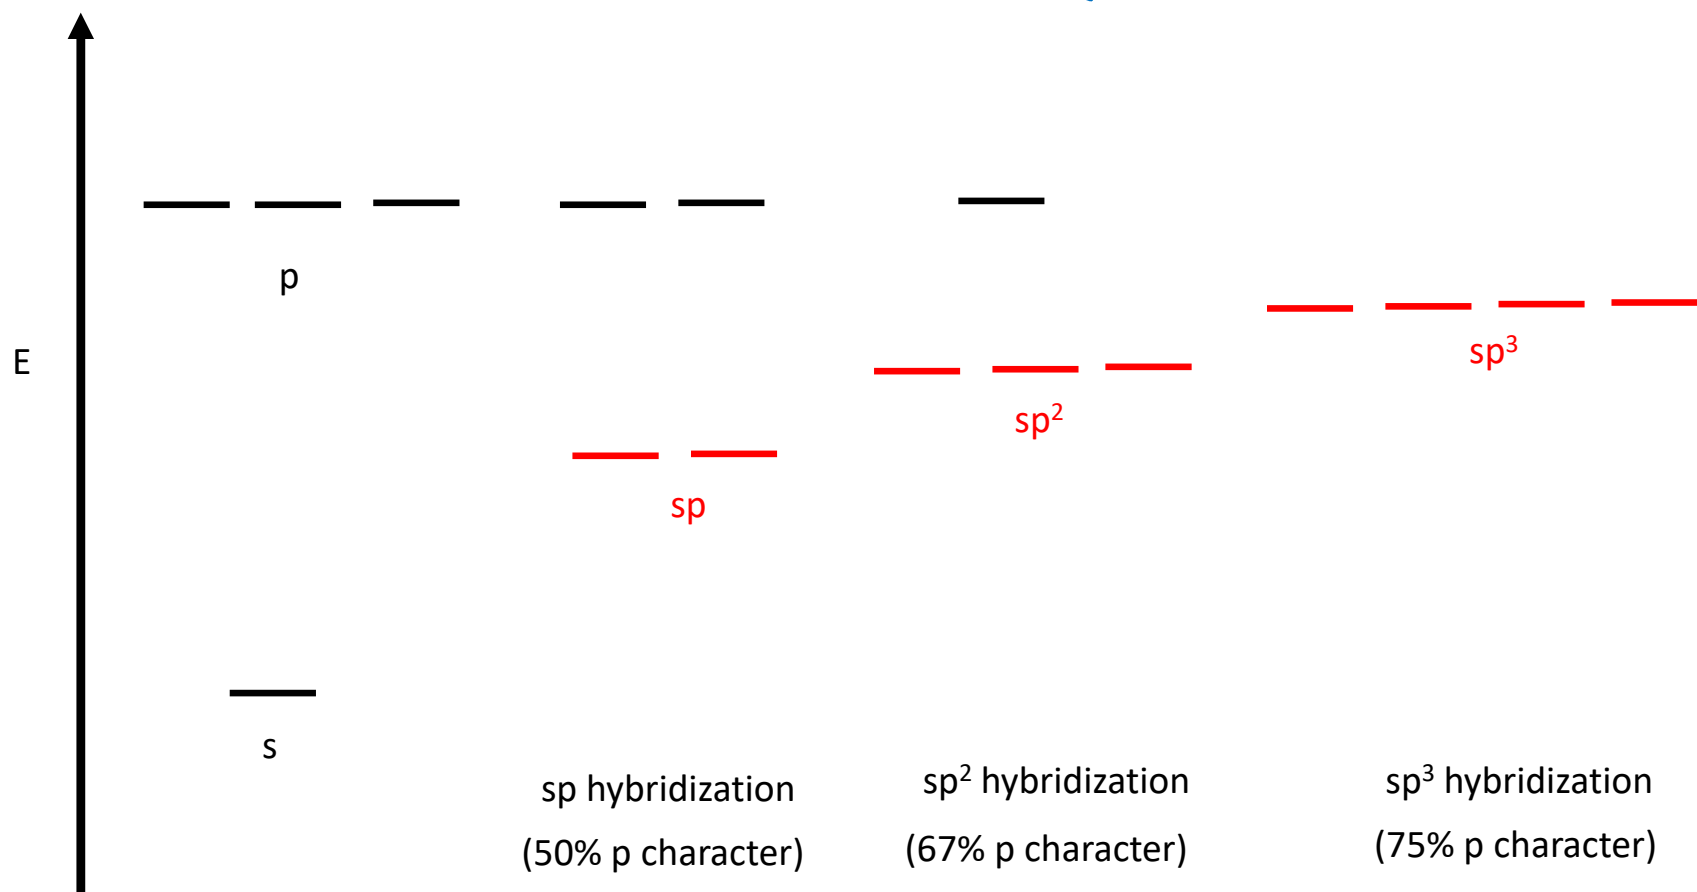 p
E
sp³
sp²
sp
s
sp hybridization
(50% p character)
sp² hybridization
(67% p character)
sp³ hybridization
(75% p character)